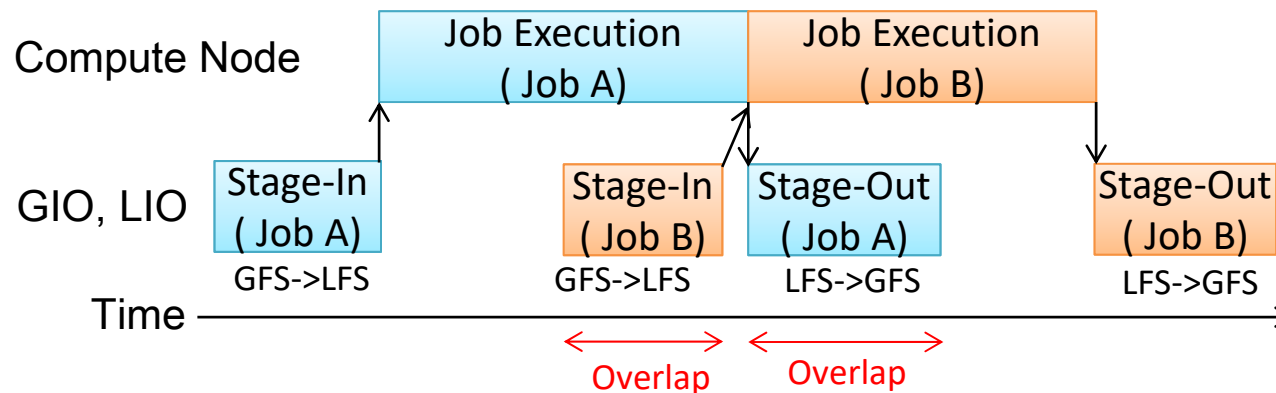 Compute Node
Job Execution
( Job A)
Job Execution
( Job B)
GIO, LIO
Stage-In
( Job A)
Stage-In
( Job B)
Stage-Out
( Job A)
Stage-Out
( Job B)
GFS->LFS
GFS->LFS
LFS->GFS
LFS->GFS
Time
Overlap
Overlap